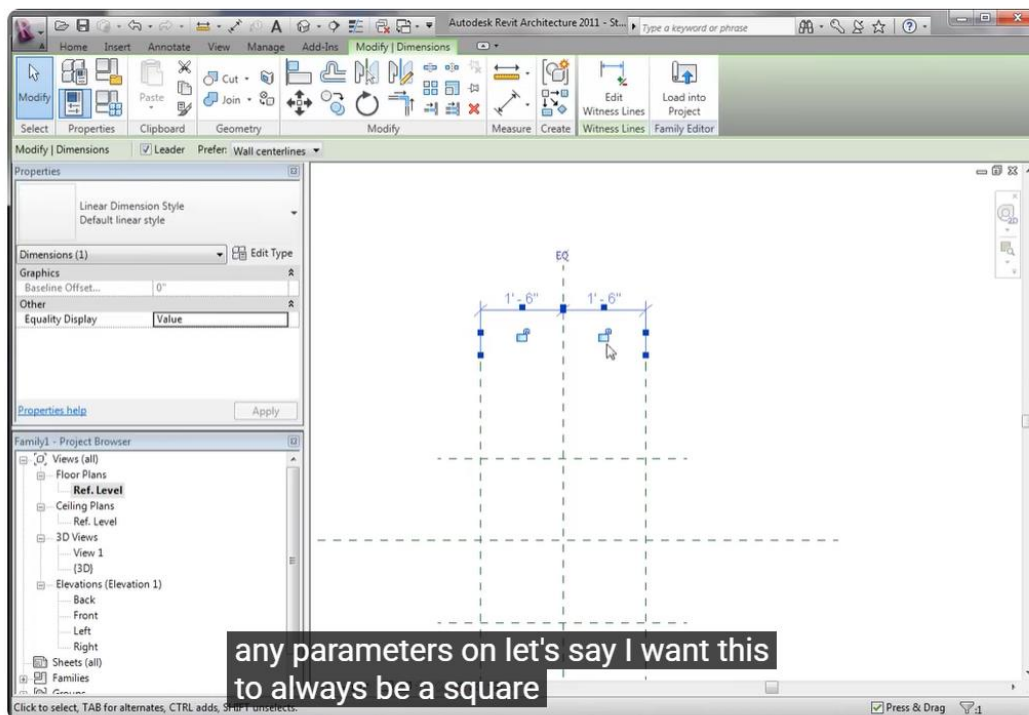 Autodesk Revit Architecture 2011 - St...
Type a keyword or phrase
Home Insert Annotate View Manage Add-Ins Modify | Dimensions
Modify
Paste
Cut
Join
Edit
Witness Lines
Load into
Project
Select Properties Clipboard Geometry Modify Measure Create Witness Lines Family Editor
Modify | Dimensions Leader Prefer: Wall centerlines
Properties
Linear Dimension Style
Default linear style
Dimensions (1) Edit Type
Graphics
Baseline Offset... 0"
Other
Equality Display Value
Properties help Apply
EQ
1' - 6" 1' - 6"
2D
Family1 - Project Browser
Views (all)
Floor Plans
Ref. Level
Ceiling Plans
Ref. Level
3D Views
View 1
{3D}
Elevations (Elevation 1)
Back
Front
Left
Right
Sheets (all)
Families
Groups
any parameters on let's say I want this
to always be a square
Click to select, TAB for alternates, CTRL adds, SHIFT unselects.
Press & Drag :1